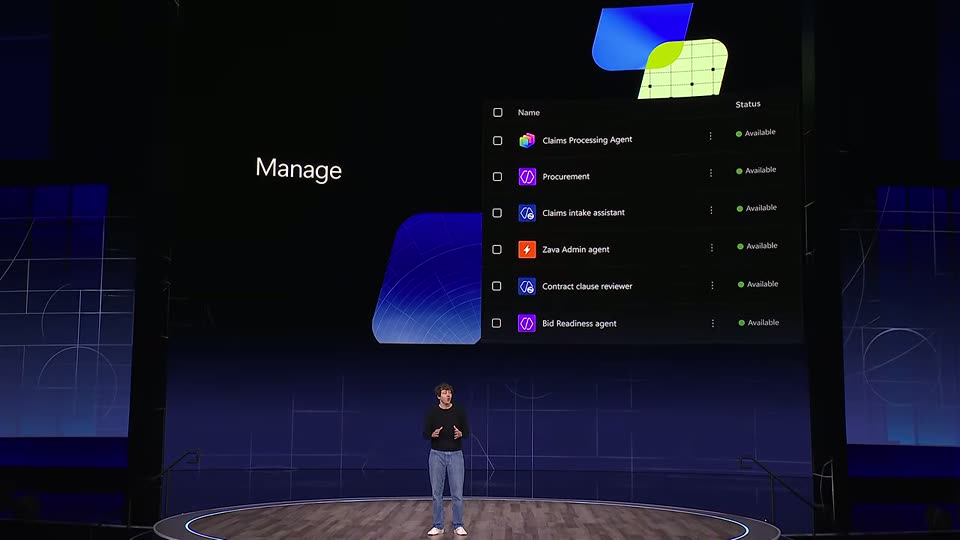 Manage
Name Status
Claims Processing Agent Available
Procurement Available
Claims intake assistant Available
Zava Admin agent Available
Contract clause reviewer Available
Bid Readiness agent Available